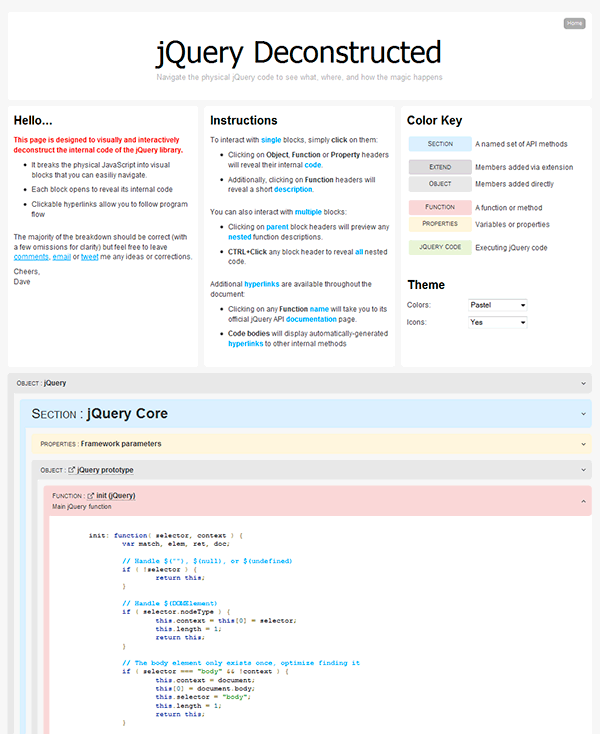 Home
jQuery Deconstructed
Navigate the physical jQuery code to see what, where, and how the magic happens
Hello...
This page is designed to visually and interactively
deconstruct the internal code of the jQuery library.
It breaks the physical JavaScript into visual
blocks that you can easiliy navigate.
Each block opens to reveal its internal code
Clickable hyperlinks allow you to follow program
flow
The majority of the breakdown should be correct (with
a few omissions for clarity) but feel free to leave
comments, email or tweet me any ideas or corrections.
Cheers,
Dave
Instructions
To interact with single blocks, simply click on them:
Clicking on Object, Function or Property headers
will reveal their internal code.
Additionally, clicking on Function headers will
reveal a short description.
You can also interact with multiple blocks:
Clicking on parent block headers will preview any
nested function descriptions.
CTRL+Click any block header to reveal all nested
code.
Additional hyperlinks are available throughout the
document:
Clicking on any Function name will take you to its
official jQuery API documentation page.
Code bodies will display automatically-generated
hyperlinks to other internal methods
Color Key
SECTION A named set of API methods
EXTEND Members added via extension
OBJECT Members added directly
FUNCTION A function or method
PROPERTIES Variables or properties
JQUERY CODE Executing jQuery code
Theme
Colors: Pastel
Icons: Yes
OBJECT : jQuery
SECTION : jQuery Core
PROPERTIES : Framework parameters
OBJECT : jQuery prototype
FUNCTION : init (jQuery)
Main jQuery function
init: function( selector, context ) {
var match, elem, ret, doc;
// Handle $(""), $(null), or $(undefined)
if ( !selector ) {
return this;
}
// Handle $(DOMElement)
if ( selector.nodeType ) {
this.context = this[0] = selector;
this.length = 1;
return this;
}
// The body element only exists once, optimize finding it
if ( selector === "body" && !context ) {
this.context = document;
this[0] = document.body;
this.selector = "body";
this.length = 1;
return this;
}